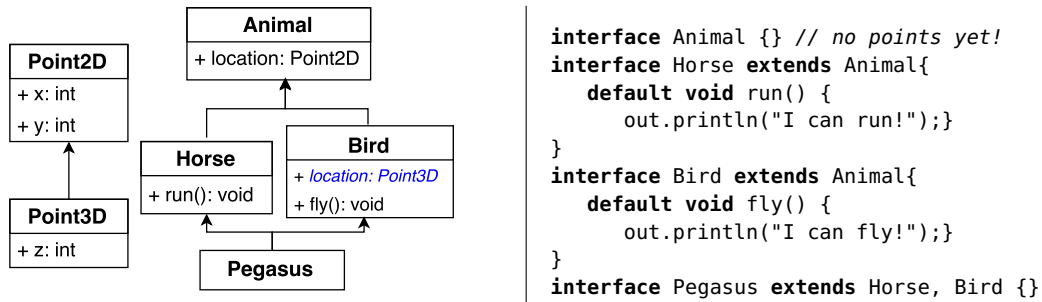 Point2D
+ x: int
+ y: int
Point3D
+ z: int
Animal
+ location: Point2D
Horse
+ run(): void
Bird
+ location: Point3D
+ fly(): void
Pegasus
interface Animal {} // no points yet!
interface Horse extends Animal{
default void run() {
out.println("I can run!");}
}
interface Bird extends Animal{
default void fly() {
out.println("I can fly!");}
}
interface Pegasus extends Horse, Bird {}